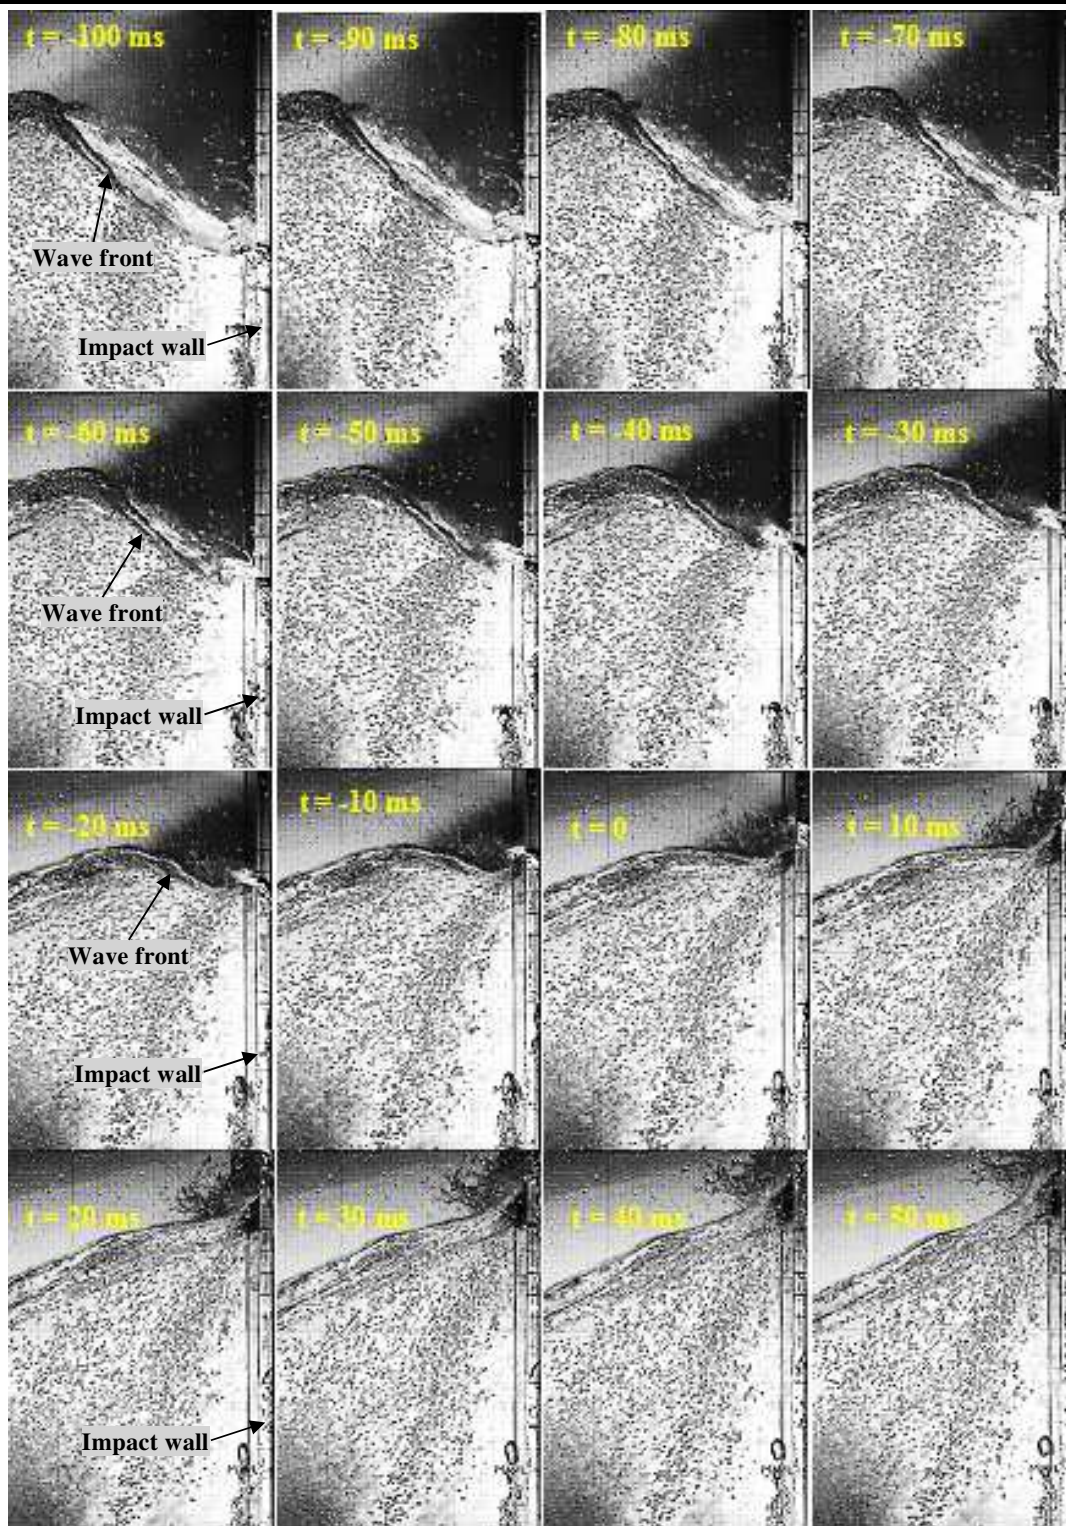 t = -100 ms
t = -90 ms
t = -80 ms
t = -70 ms
Wave front
Impact wall
t = -60 ms
t = -50 ms
t = -40 ms
t = -30 ms
Wave front
Impact wall
t = -20 ms
t = -10 ms
t = 0
t = 10 ms
Wave front
Impact wall
t = 20 ms
t = 30 ms
t = 40 ms
t = 50 ms
Impact wall